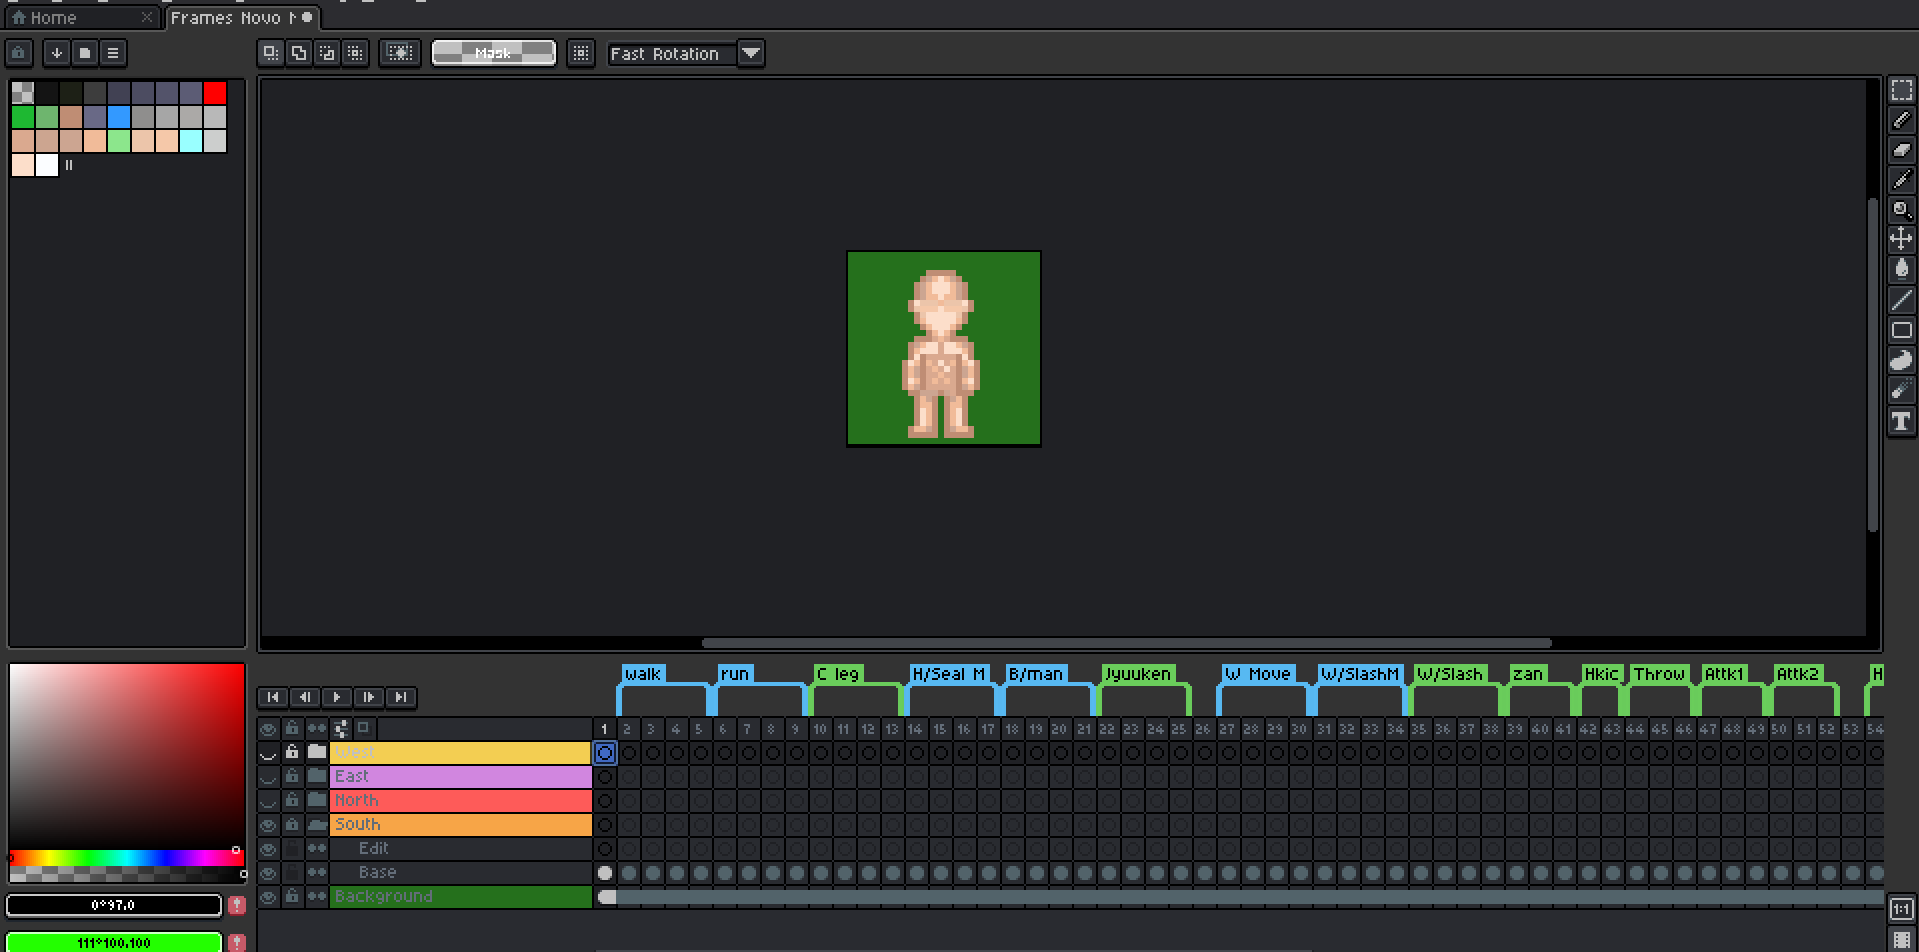 Home
Frames Novo
Mask
Fast Rotation
walk run C leg H/Seal M B/man Jyuuken W Move W/SlashM W/Slash zan Hkic Throw Attk1 Attk2 H
1 2 3 4 5 6 7 8 9 10 11 12 13 14 15 16 17 18 19 20 21 22 23 24 25 26 27 28 29 30 31 32 33 34 35 36 37 38 39 40 41 42 43 44 45 46 47 48 49 50 51 52 53 54
West
East
North
South
Edit
Base
Background
0°97,0
111°100,100
1:1